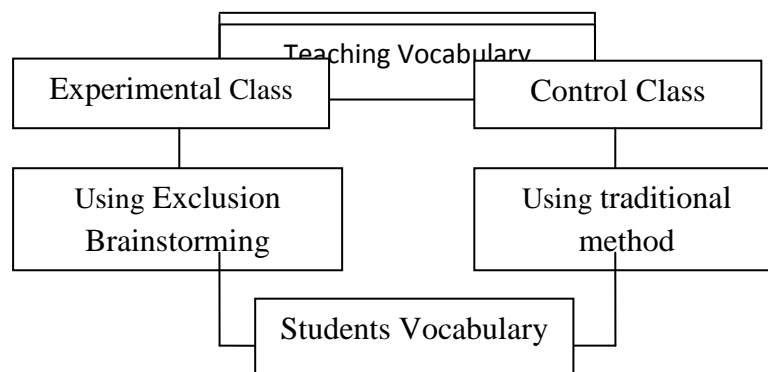 Teaching Vocabulary
Experimental Class
Control Class
Using Exclusion
Brainstorming
Using traditional
method
Students Vocabulary